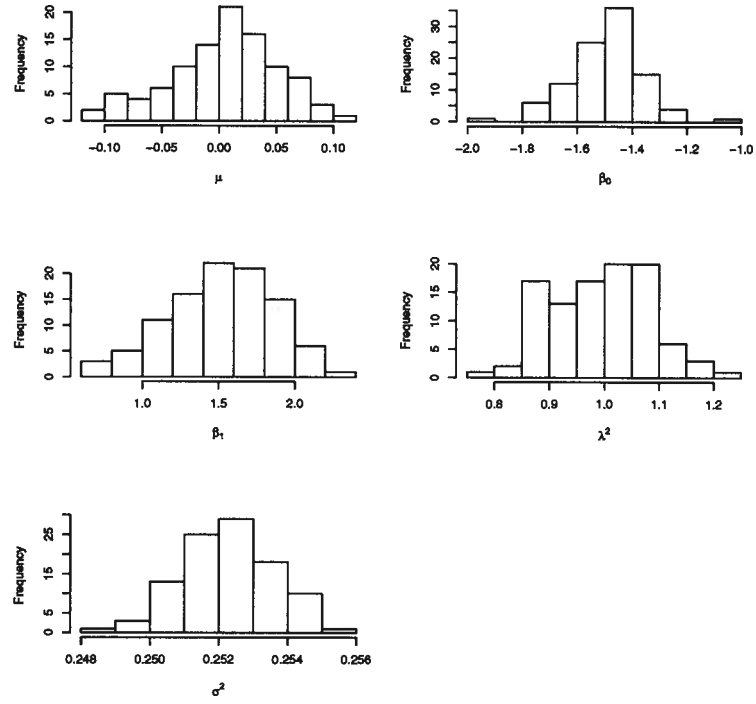 Frequency
0 5 10 15 20
−0.10 −0.05 0.00 0.05 0.10
μ
Frequency
0 10 20 30
−2.0 −1.8 −1.6 −1.4 −1.2 −1.0
β₀
Frequency
0 5 10 15 20
1.0 1.5 2.0
β₁
Frequency
0 5 10 15 20
0.8 0.9 1.0 1.1 1.2
λ²
Frequency
0 5 15 25
0.248 0.250 0.252 0.254 0.256
σ²